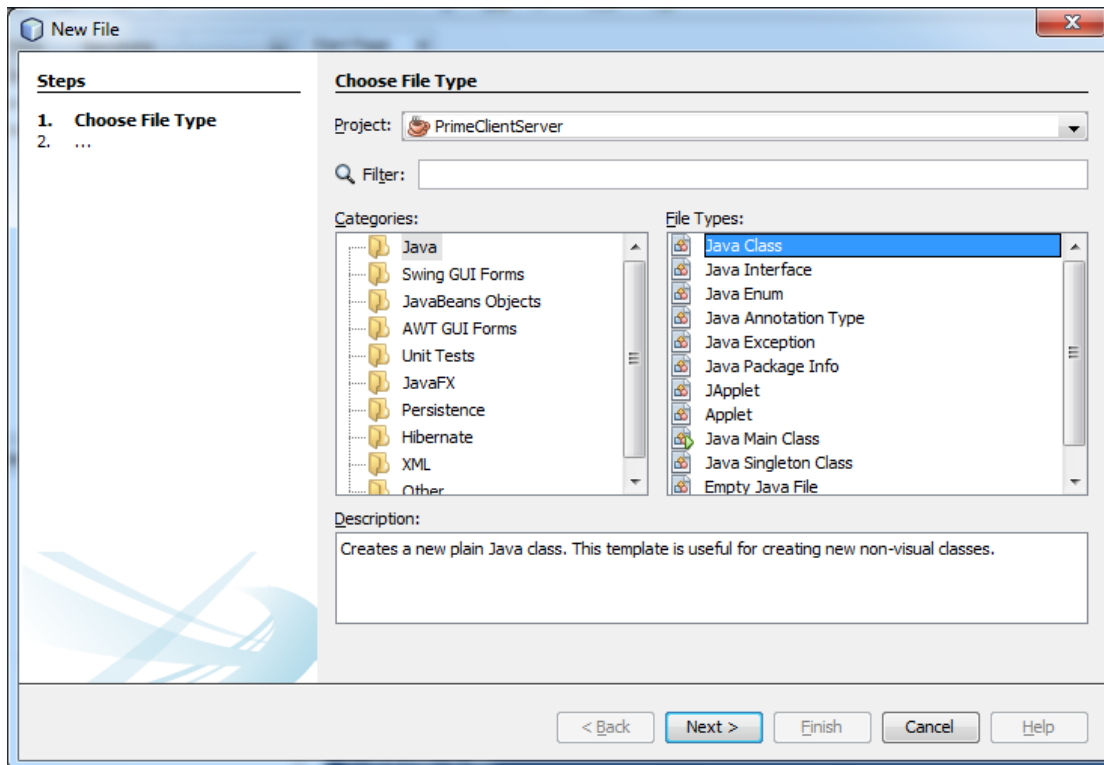 New File
X
Steps
1. Choose File Type
2. ...
Choose File Type
Project: PrimeClientServer
Filter:
Categories:
Java
Swing GUI Forms
JavaBeans Objects
AWT GUI Forms
Unit Tests
JavaFX
Persistence
Hibernate
XML
Other
File Types:
Java Class
Java Interface
Java Enum
Java Annotation Type
Java Exception
Java Package Info
JApplet
Applet
Java Main Class
Java Singleton Class
Empty Java File
Description:
Creates a new plain Java class. This template is useful for creating new non-visual classes.
< Back Next > Finish Cancel Help